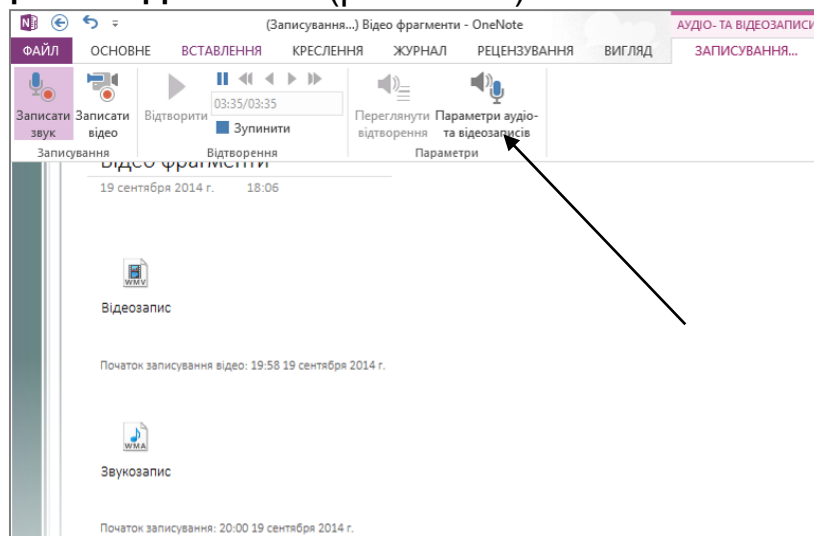 (Записування...) Відео фрагменти - OneNote
АУДІО- ТА ВІДЕОЗАПИСИ
ФАЙЛ ОСНОВНЕ ВСТАВЛЕННЯ КРЕСЛЕННЯ ЖУРНАЛ РЕЦЕНЗУВАННЯ ВИГЛЯД ЗАПИСУВАННЯ...
Записати звук
Записати відео
Записування
Відтворити
03:35/03:35
Зупинити
Відтворення
Переглянути відтворення
Параметри аудіо- та відеозаписів
Параметри
Відео фрагменти
19 сентября 2014 г. 18:06
WMV
Відеозапис
Початок записування відео: 19:58 19 сентября 2014 г.
WMA
Звукозапис
Початок записування: 20:00 19 сентября 2014 г.